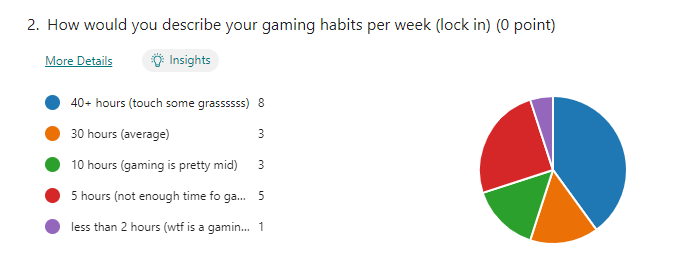 2. How would you describe your gaming habits per week (lock in) (0 point)
More Details
Insights
40+ hours (touch some grassssss) 8
30 hours (average) 3
10 hours (gaming is pretty mid) 3
5 hours (not enough time fo ga... 5
less than 2 hours (wtf is a gamin... 1